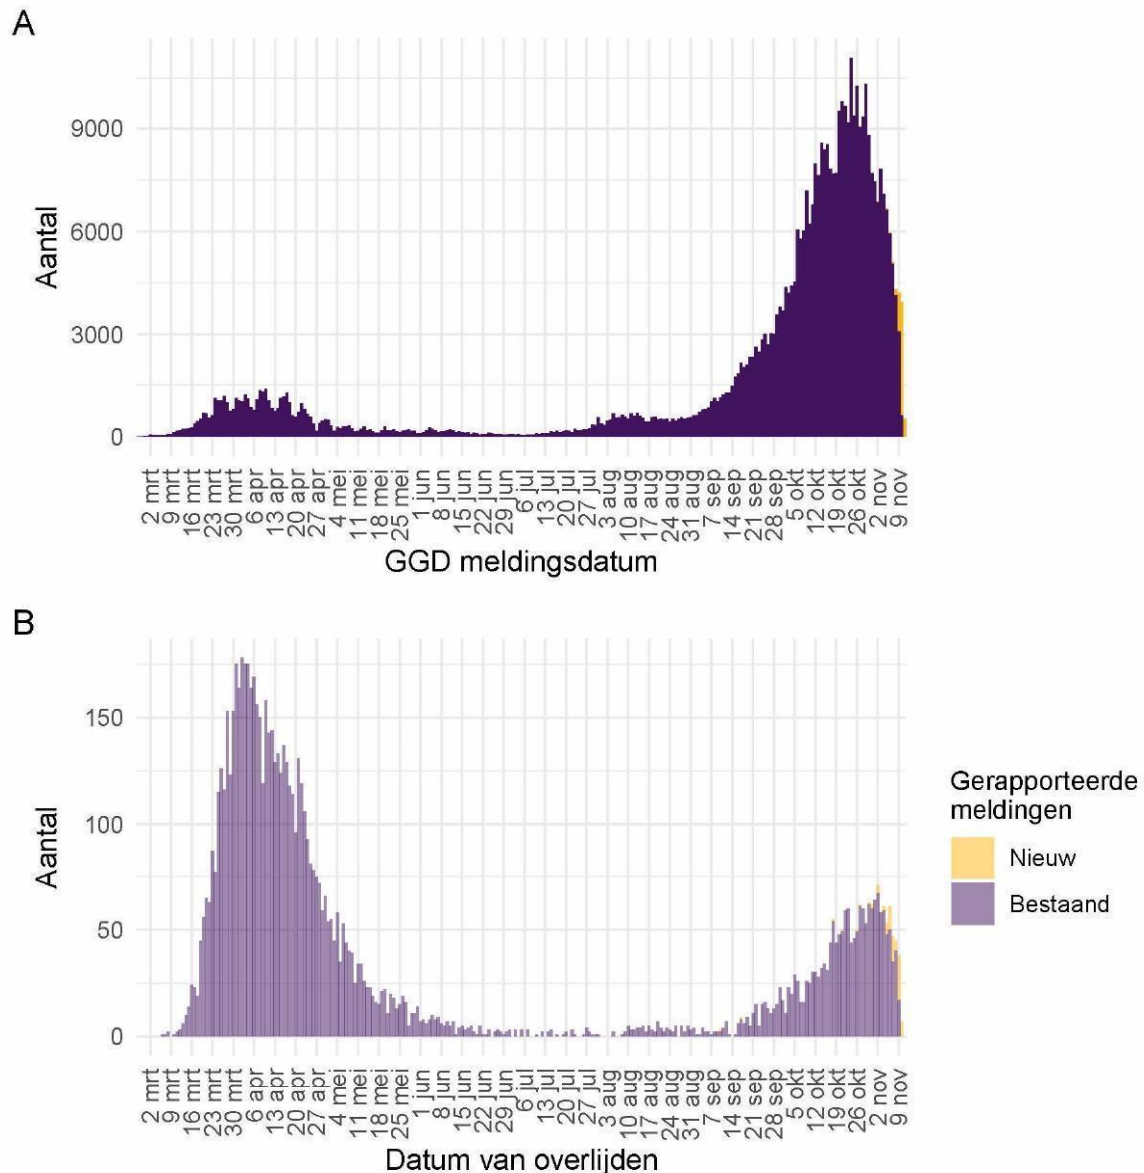 A
Aantal
9000
6000
3000
0
2 mrt
9 mrt
16 mrt
23 mrt
30 mrt
6 apr
13 apr
20 apr
27 apr
4 mei
11 mei
18 mei
25 mei
1 jun
8 jun
15 jun
22 jun
29 jun
6 jul
13 jul
20 jul
27 jul
3 aug
10 aug
17 aug
24 aug
31 aug
7 sep
14 sep
21 sep
28 sep
5 okt
12 okt
19 okt
26 okt
2 nov
9 nov
GGD meldingsdatum
B
Aantal
150
100
50
0
2 mrt
9 mrt
16 mrt
23 mrt
30 mrt
6 apr
13 apr
20 apr
27 apr
4 mei
11 mei
18 mei
25 mei
1 jun
8 jun
15 jun
22 jun
29 jun
6 jul
13 jul
20 jul
27 jul
3 aug
10 aug
17 aug
24 aug
31 aug
7 sep
14 sep
21 sep
28 sep
5 okt
12 okt
19 okt
26 okt
2 nov
9 nov
Datum van overlijden
Gerapporteerde
meldingen
Nieuw
Bestaand